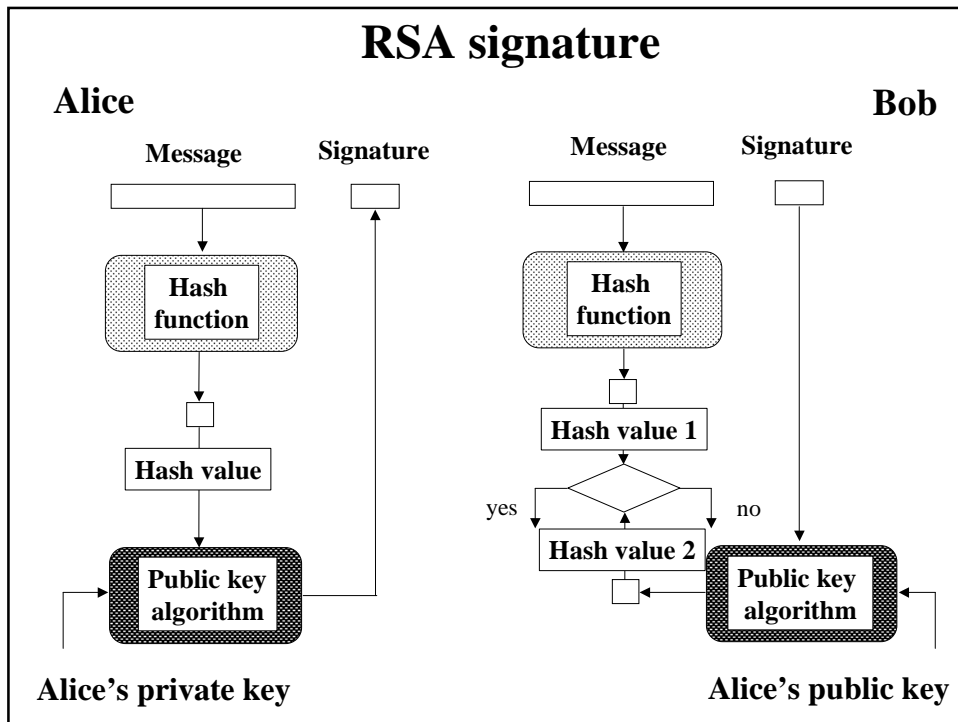 RSA signature
Alice
Bob
Message
Signature
Message
Signature
Hash
function
Hash
function
Hash value 1
Hash value
yes
no
Hash value 2
Public key
algorithm
Public key
algorithm
Alice’s private key
Alice’s public key